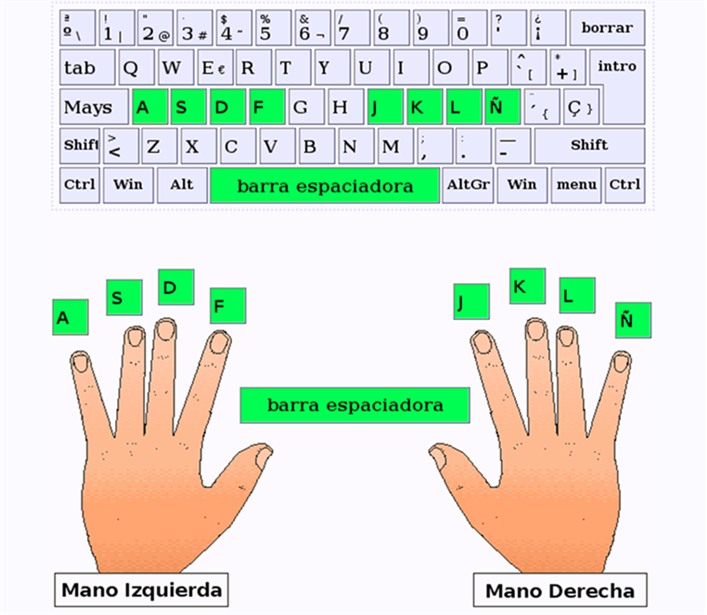 ª º \ ! 1 | " 2 @ · 3 # $ 4 ~ % 5 & 6 ¬ / 7 ( 8 ) 9 = 0 ? ' ¿ ¡ borrar
tab Q W E € R T Y U I O P ^ ` [ * + ] intro
Mays A S D F G H J K L Ñ ¨ ´ { Ç }
Shift > < Z X C V B N M ; , : . — - Shift
Ctrl Win Alt barra espaciadora AltGr Win menu Ctrl
A S D F J K L Ñ
barra espaciadora
Mano Izquierda Mano Derecha